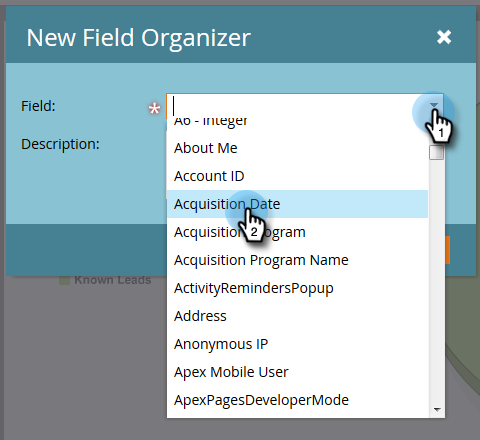 New Field Organizer
Field:
*
1
A6 - Integer
Description:
About Me
Account ID
Acquisition Date
2
Acquisition Program
Acquisition Program Name
Known Leads
ActivityRemindersPopup
Address
Anonymous IP
Apex Mobile User
ApexPagesDeveloperMode